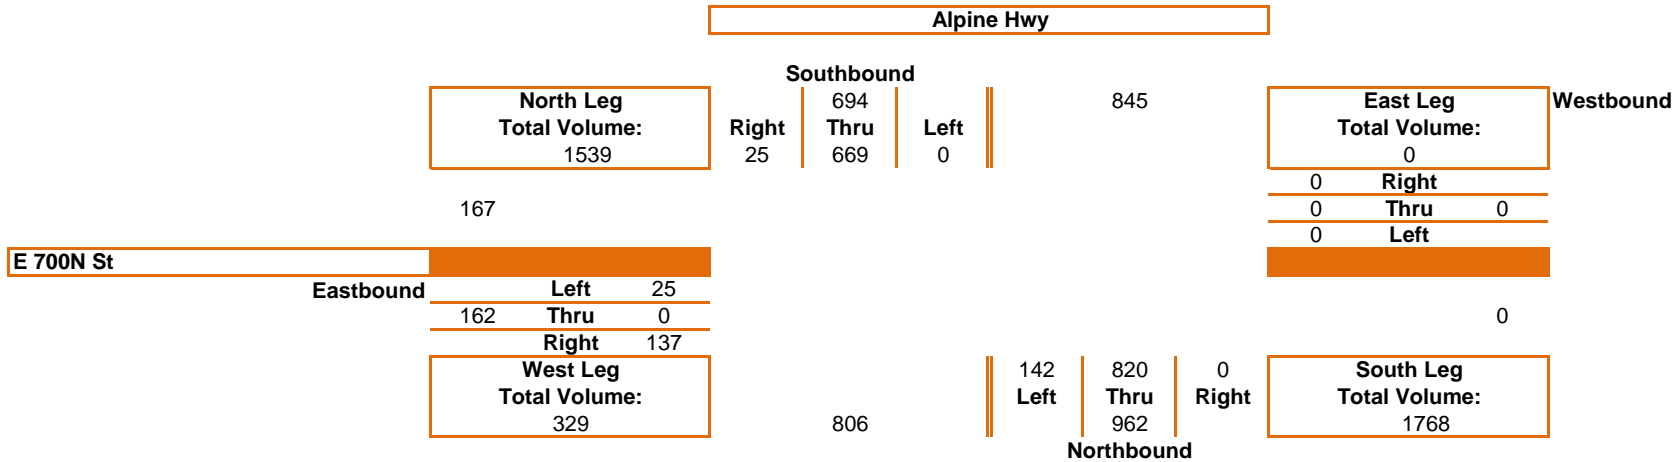 Alpine Hwy
Southbound
North Leg 694 845 East Leg Westbound
Total Volume: Right Thru Left Total Volume:
1539 25 669 0 0
0 Right
167 0 Thru 0
0 Left
E 700N St
Eastbound Left 25
162 Thru 0 0
Right 137
West Leg 142 820 0 South Leg
Total Volume: Left Thru Right Total Volume:
329 806 962 1768
Northbound